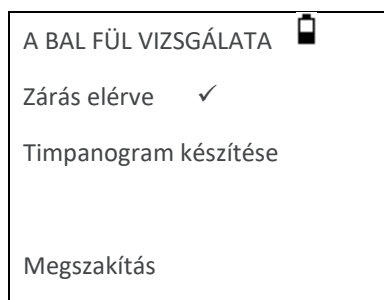 A BAL FÜL VIZSGÁLATA
Zárás elérve ✓
Timpanogram készítése
Megszakítás